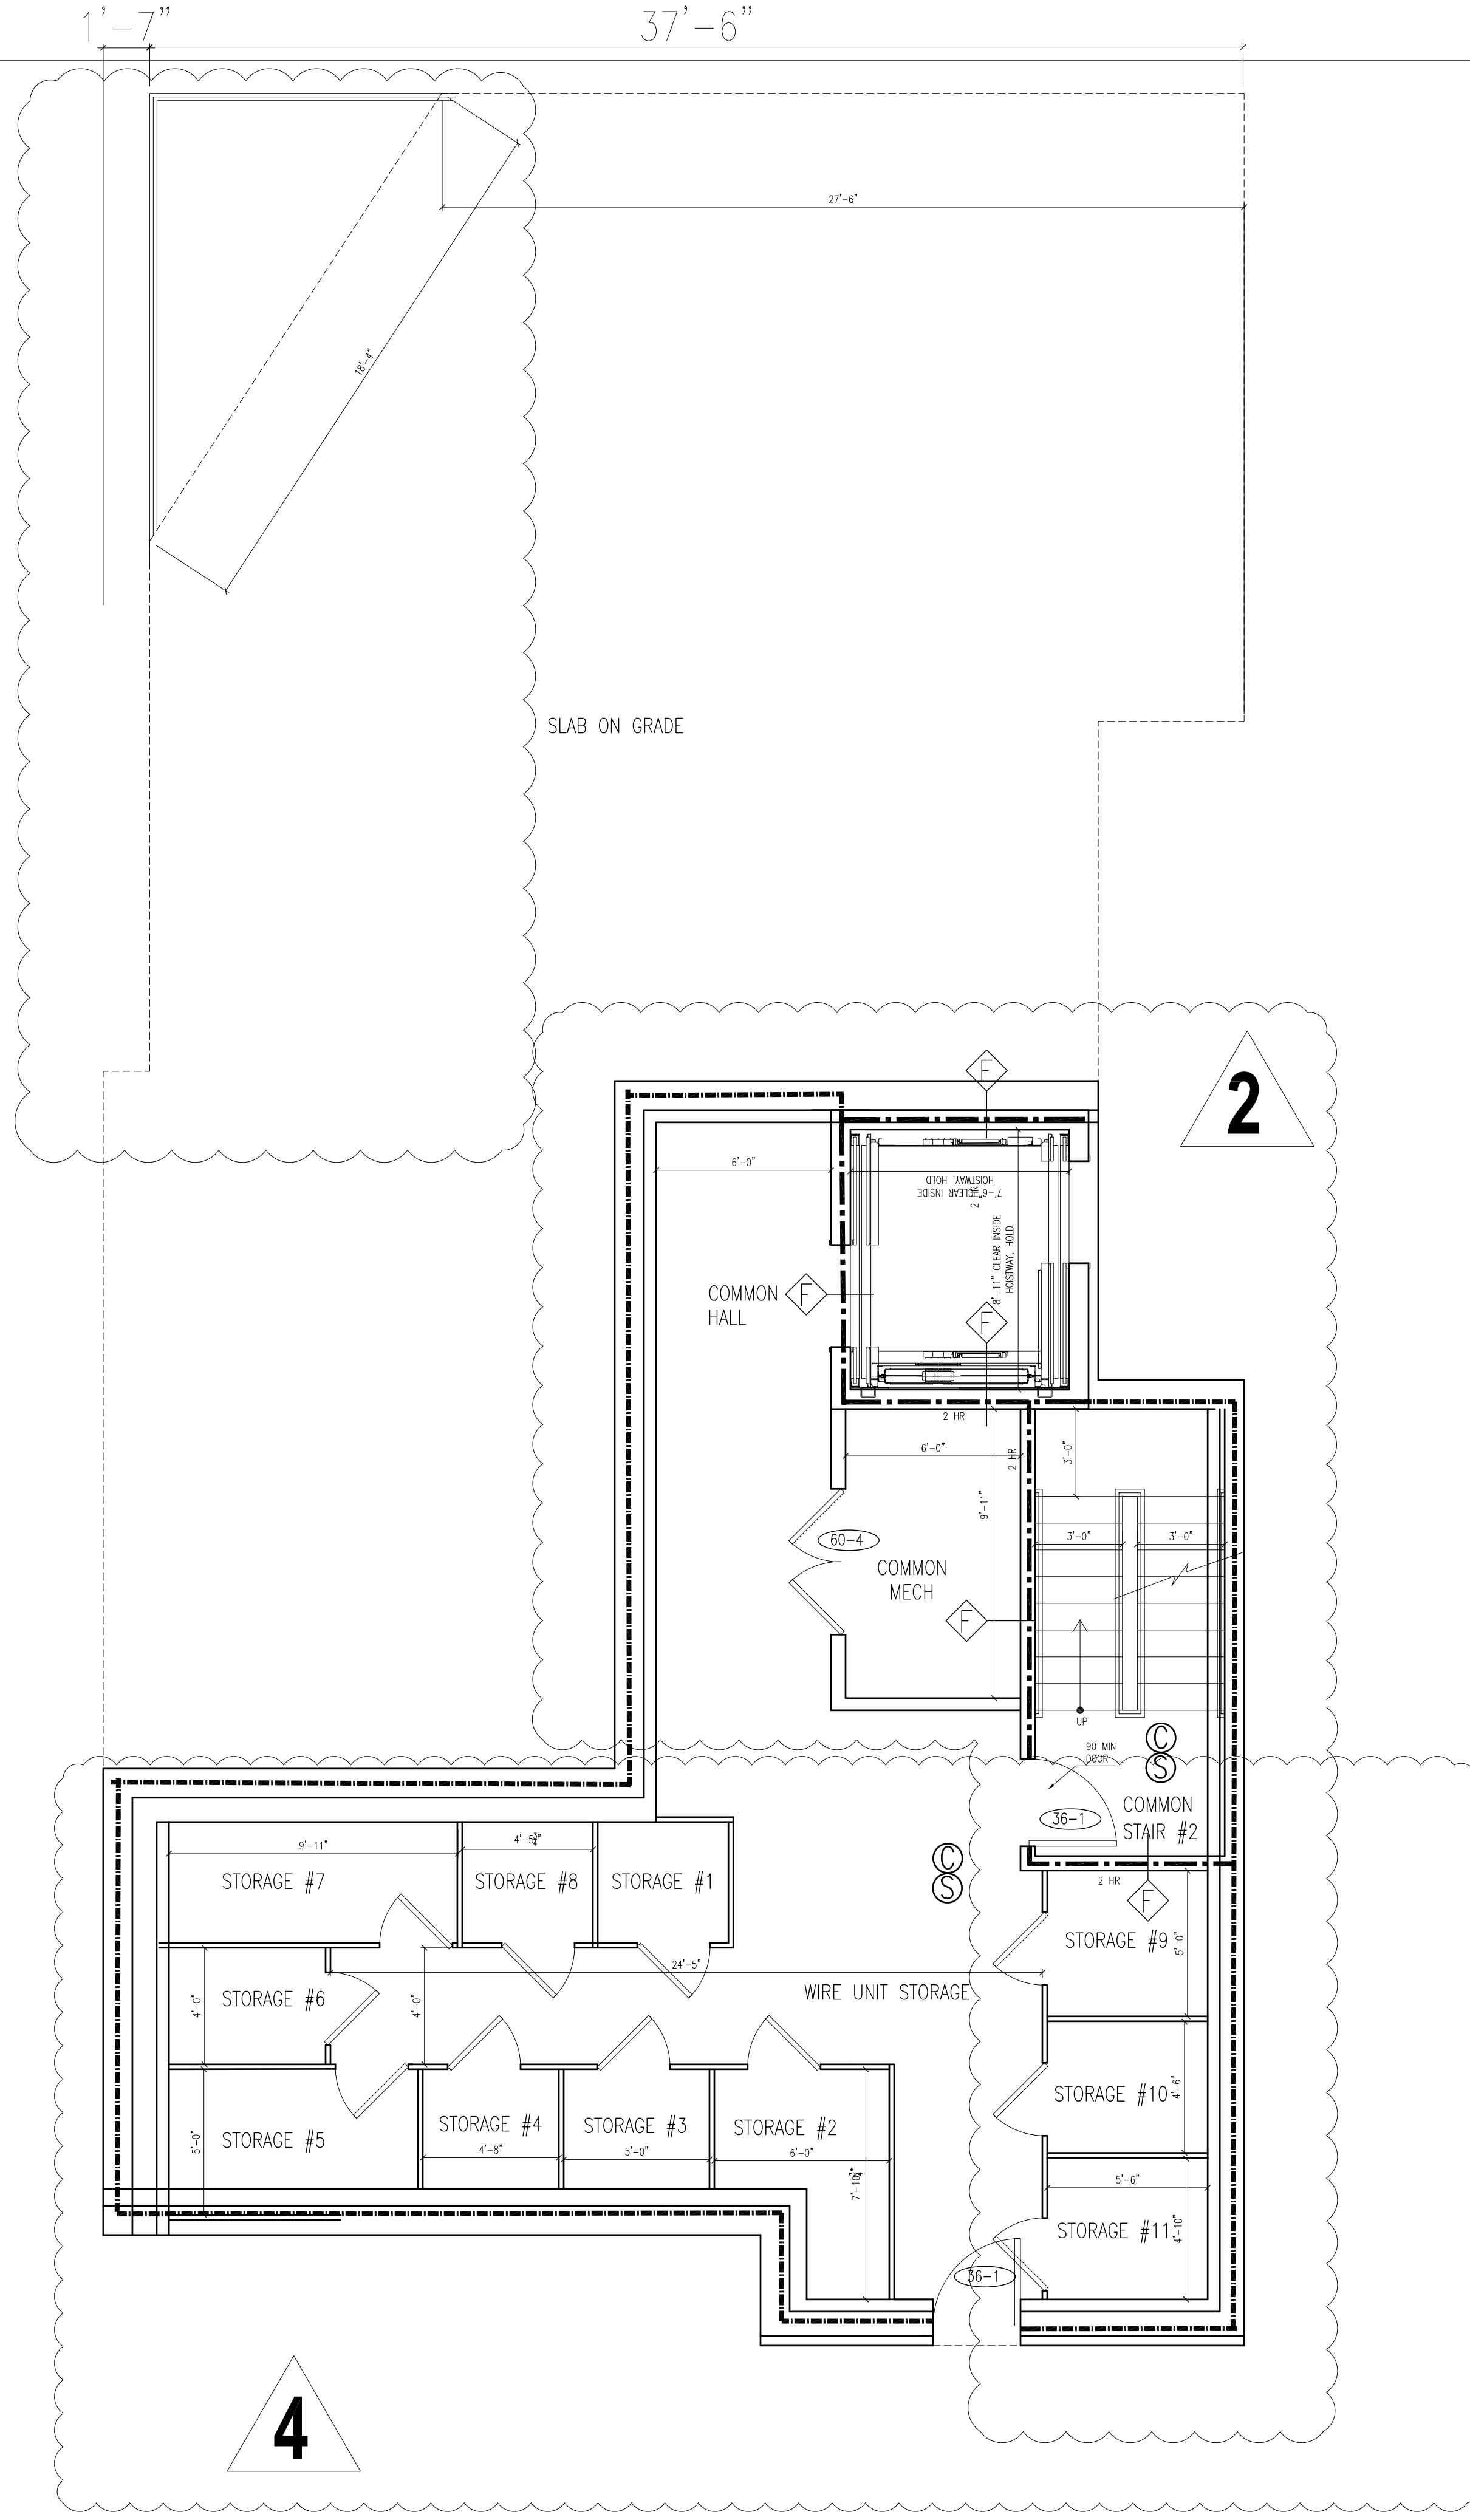 1'-7"
37'-6"
27'-6"
18'-4"
SLAB ON GRADE
2
F
6'-0"
7'-6" CLEAR INSIDE
HOISTWAY, HOLD
2 HR
8'-11" CLEAR INSIDE
HOISTWAY, HOLD
COMMON
HALL
F
F
2 HR
6'-0"
2 HR
3'-0"
9'-11"
60-4
3'-0"
3'-0"
COMMON
MECH
F
UP
90 MIN
DOOR
C
S
36-1
COMMON
STAIR #2
9'-11"
4'-5¾"
C
S
STORAGE #7
STORAGE #8
STORAGE #1
2 HR
F
STORAGE #9
5'-0"
24'-5"
WIRE UNIT STORAGE
STORAGE #6
4'-0"
4'-0"
STORAGE #10
4'-6"
STORAGE #5
5'-0"
STORAGE #4
4'-8"
STORAGE #3
5'-0"
STORAGE #2
6'-0"
7'-10¾"
5'-6"
STORAGE #11
4'-10"
36-1
4